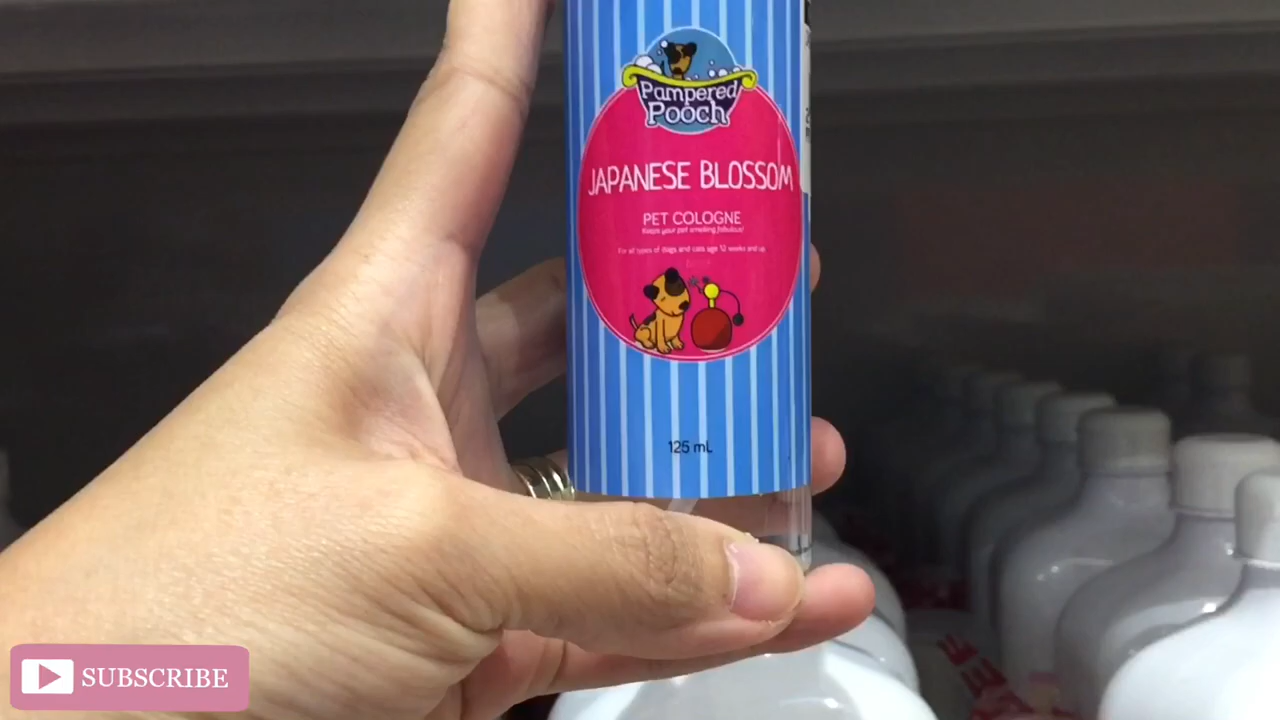 Pampered
Pooch
JAPANESE BLOSSOM
PET COLOGNE
Keeps your pet smelling fabulous!
For all types of dogs and cats age 12 weeks and up
125 mL
SUBSCRIBE